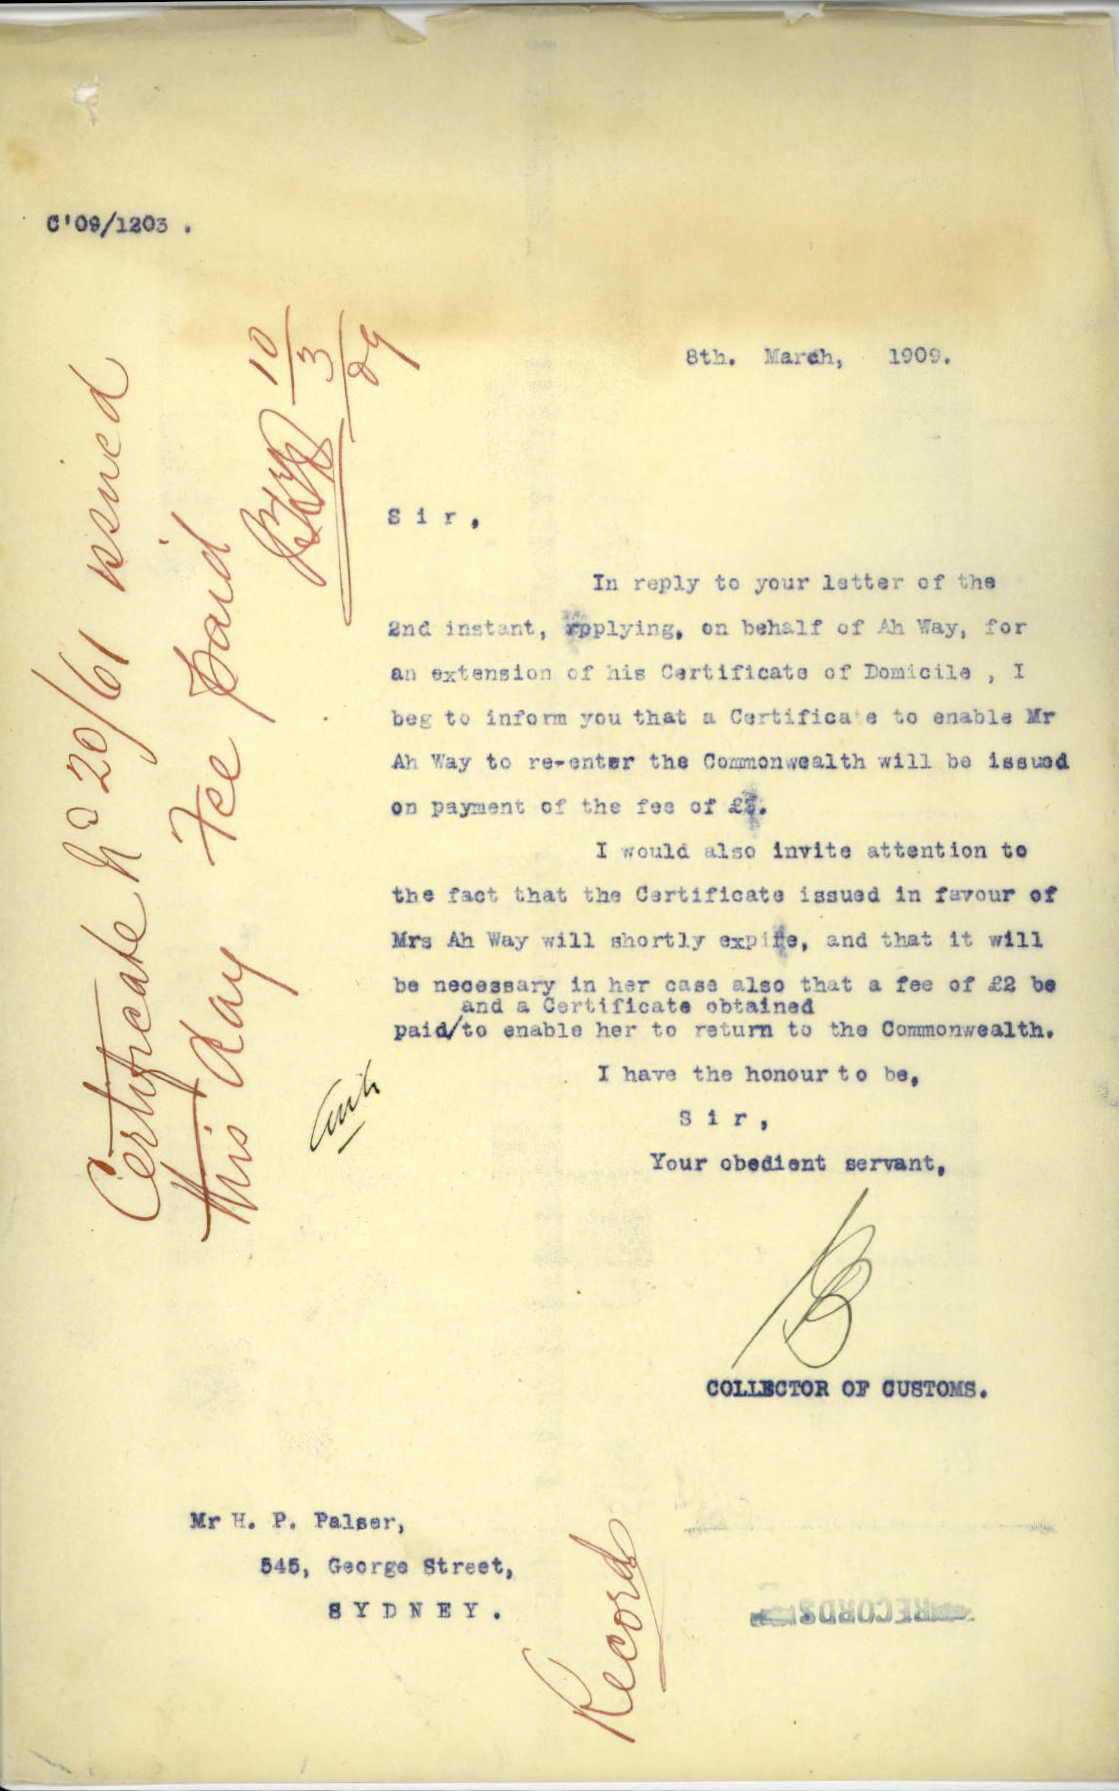 C'09/1203 .
8th. March, 1909.
Sir,
In reply to your letter of the
2nd instant, applying, on behalf of Ah Way, for
an extension of his Certificate of Domicile , I
beg to inform you that a Certificate to enable Mr
Ah Way to re-enter the Commonwealth will be issued
on payment of the fee of
I would also invite attention to
the fact that the Certificate issued in favour of
Mrs Ah Way will shortly expire, and that it will
be necessary in her case also that a fee of £2 be
and a Certificate obtained
paid/to enable her to return to the Commonwealth.
I have the honour to be,
Sir,
Your obedient servant,
COLLECTOR OF CUSTOMS.
Mr H. P. Palser,
545, George Street,
SYDNEY.
Certificate No 20/61 issued
this day Fee paid
10/3/09
Record
RECORDS